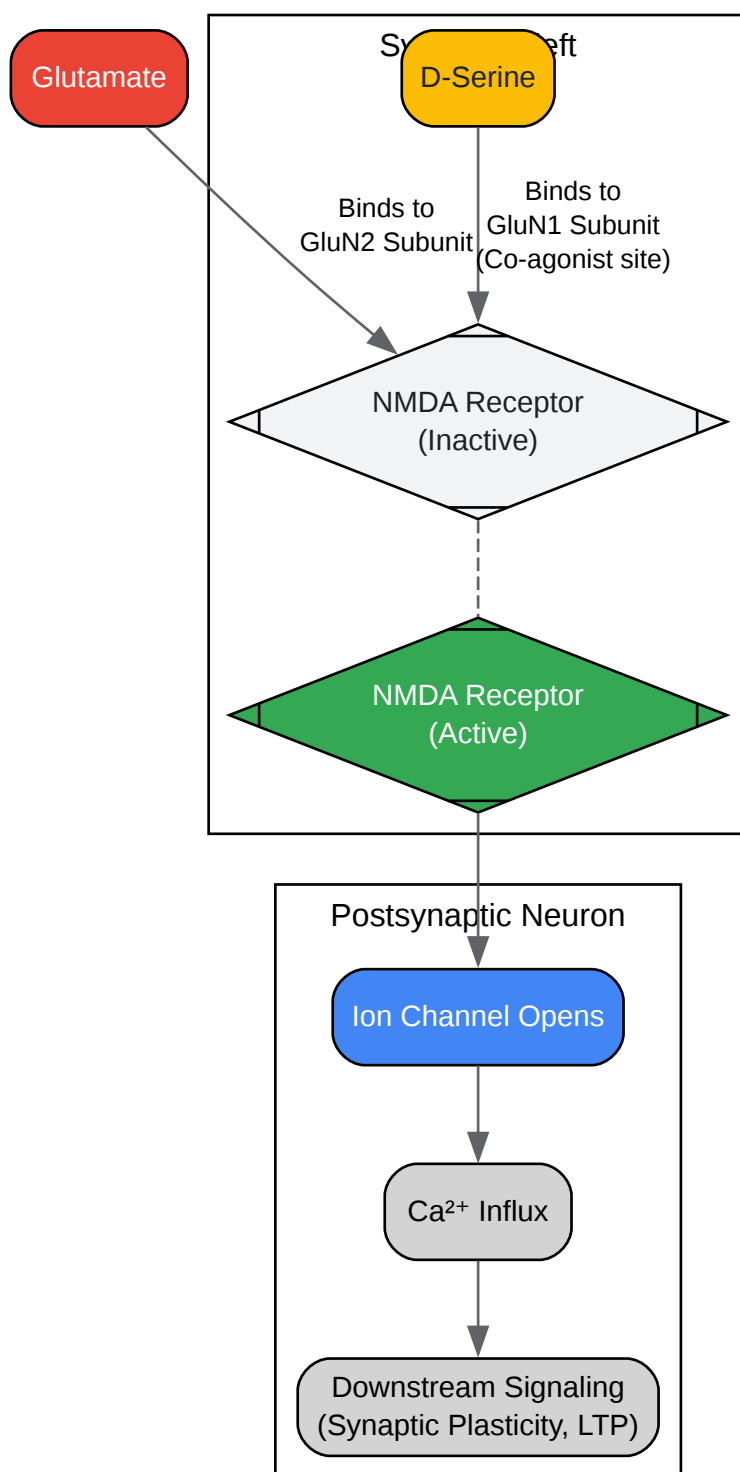 Glutamate
D-Serine
Binds to
GluN2 Subunit
Binds to
GluN1 Subunit
(Co-agonist site)
NMDA Receptor
(Inactive)
NMDA Receptor
(Active)
Postsynaptic Neuron
Ion Channel Opens
Ca²⁺ Influx
Downstream Signaling
(Synaptic Plasticity, LTP)